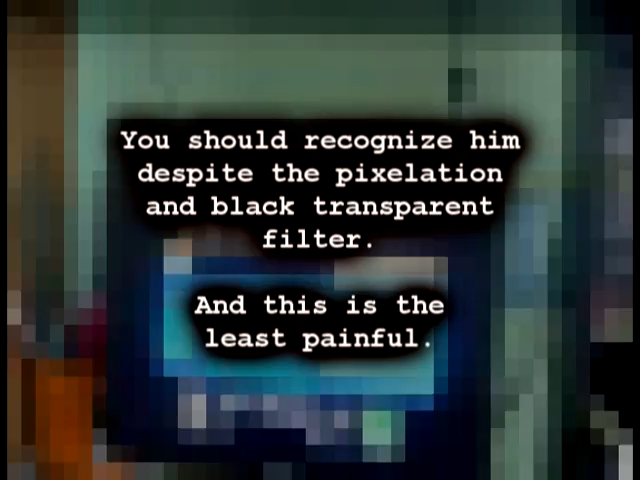 You should recognize him
despite the pixelation
and black transparent
filter.
And this is the
least painful.